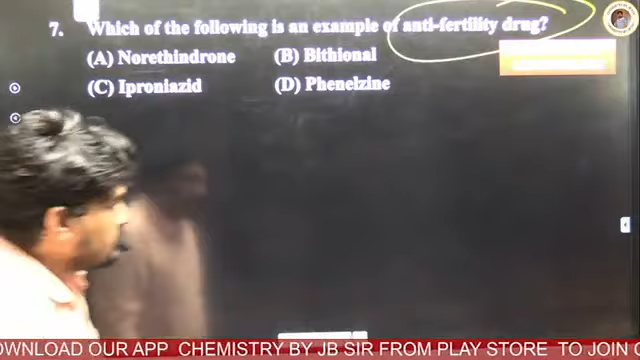 7. Which of the following is an example of anti-fertility drug?
(A) Norethindrone (B) Bithional
(C) Iproniazid (D) Phenelzine
OWNLOAD OUR APP CHEMISTRY BY JB SIR FROM PLAY STORE TO JOIN